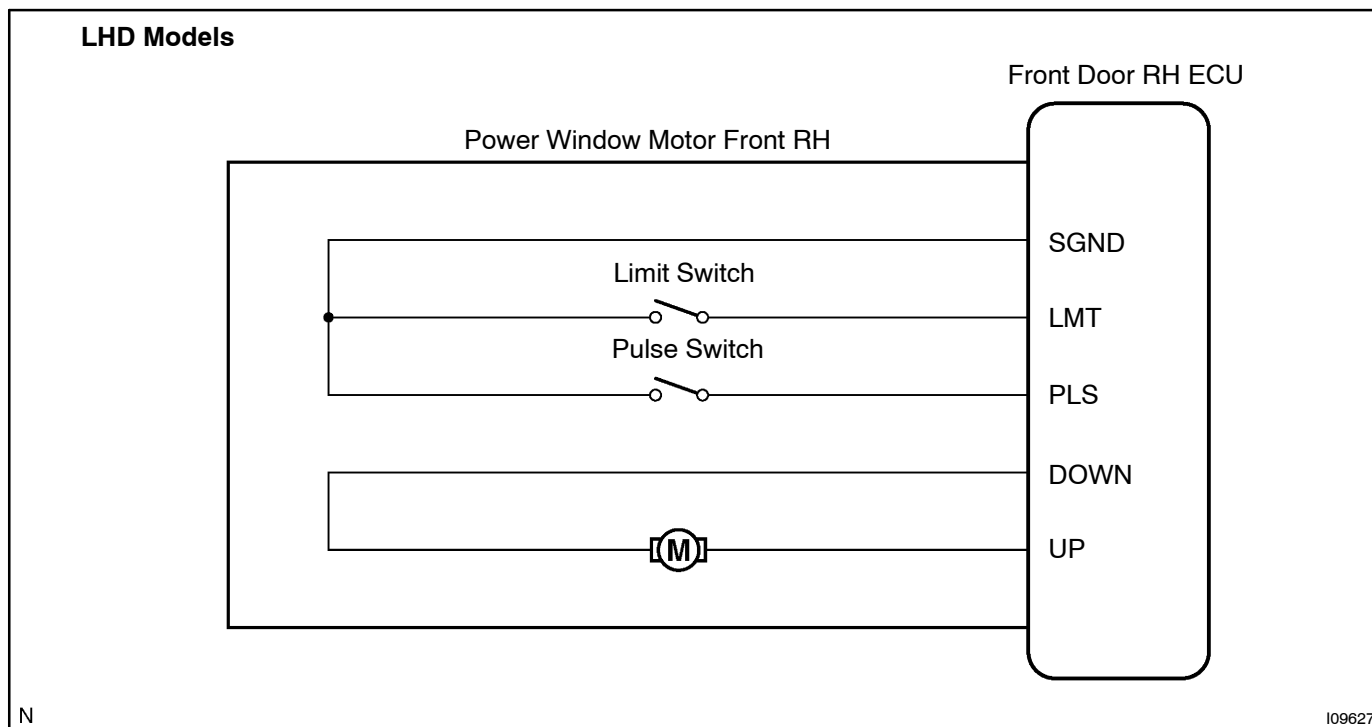 LHD Models
Front Door RH ECU
Power Window Motor Front RH
SGND
Limit Switch
LMT
Pulse Switch
PLS
DOWN
M
UP
N
I09627